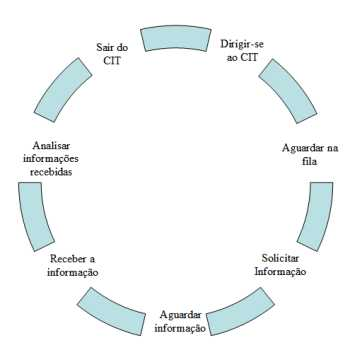 Dirigir-se
ao CIT
Aguardar na
fila
Solicitar
Informação
Aguardar
informação
Receber a
informação
Analisar
informações
recebidas
Sair do
CIT